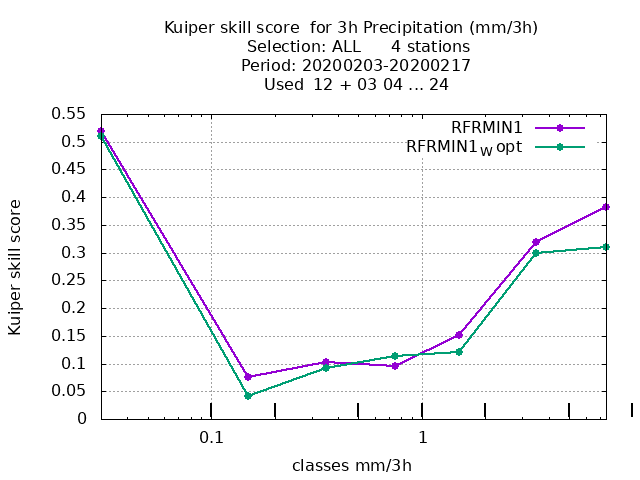 Kuiper skill score  for 3h Precipitation (mm/3h)
Selection: ALL      4 stations
Period: 20200203-20200217
Used  12 + 03 04 ... 24
RFRMIN1
RFRMIN1W opt
0.55
0.5
0.45
0.4
0.35
0.3
0.25
0.2
0.15
0.1
0.05
0
Kuiper skill score
0.1
1
classes mm/3h